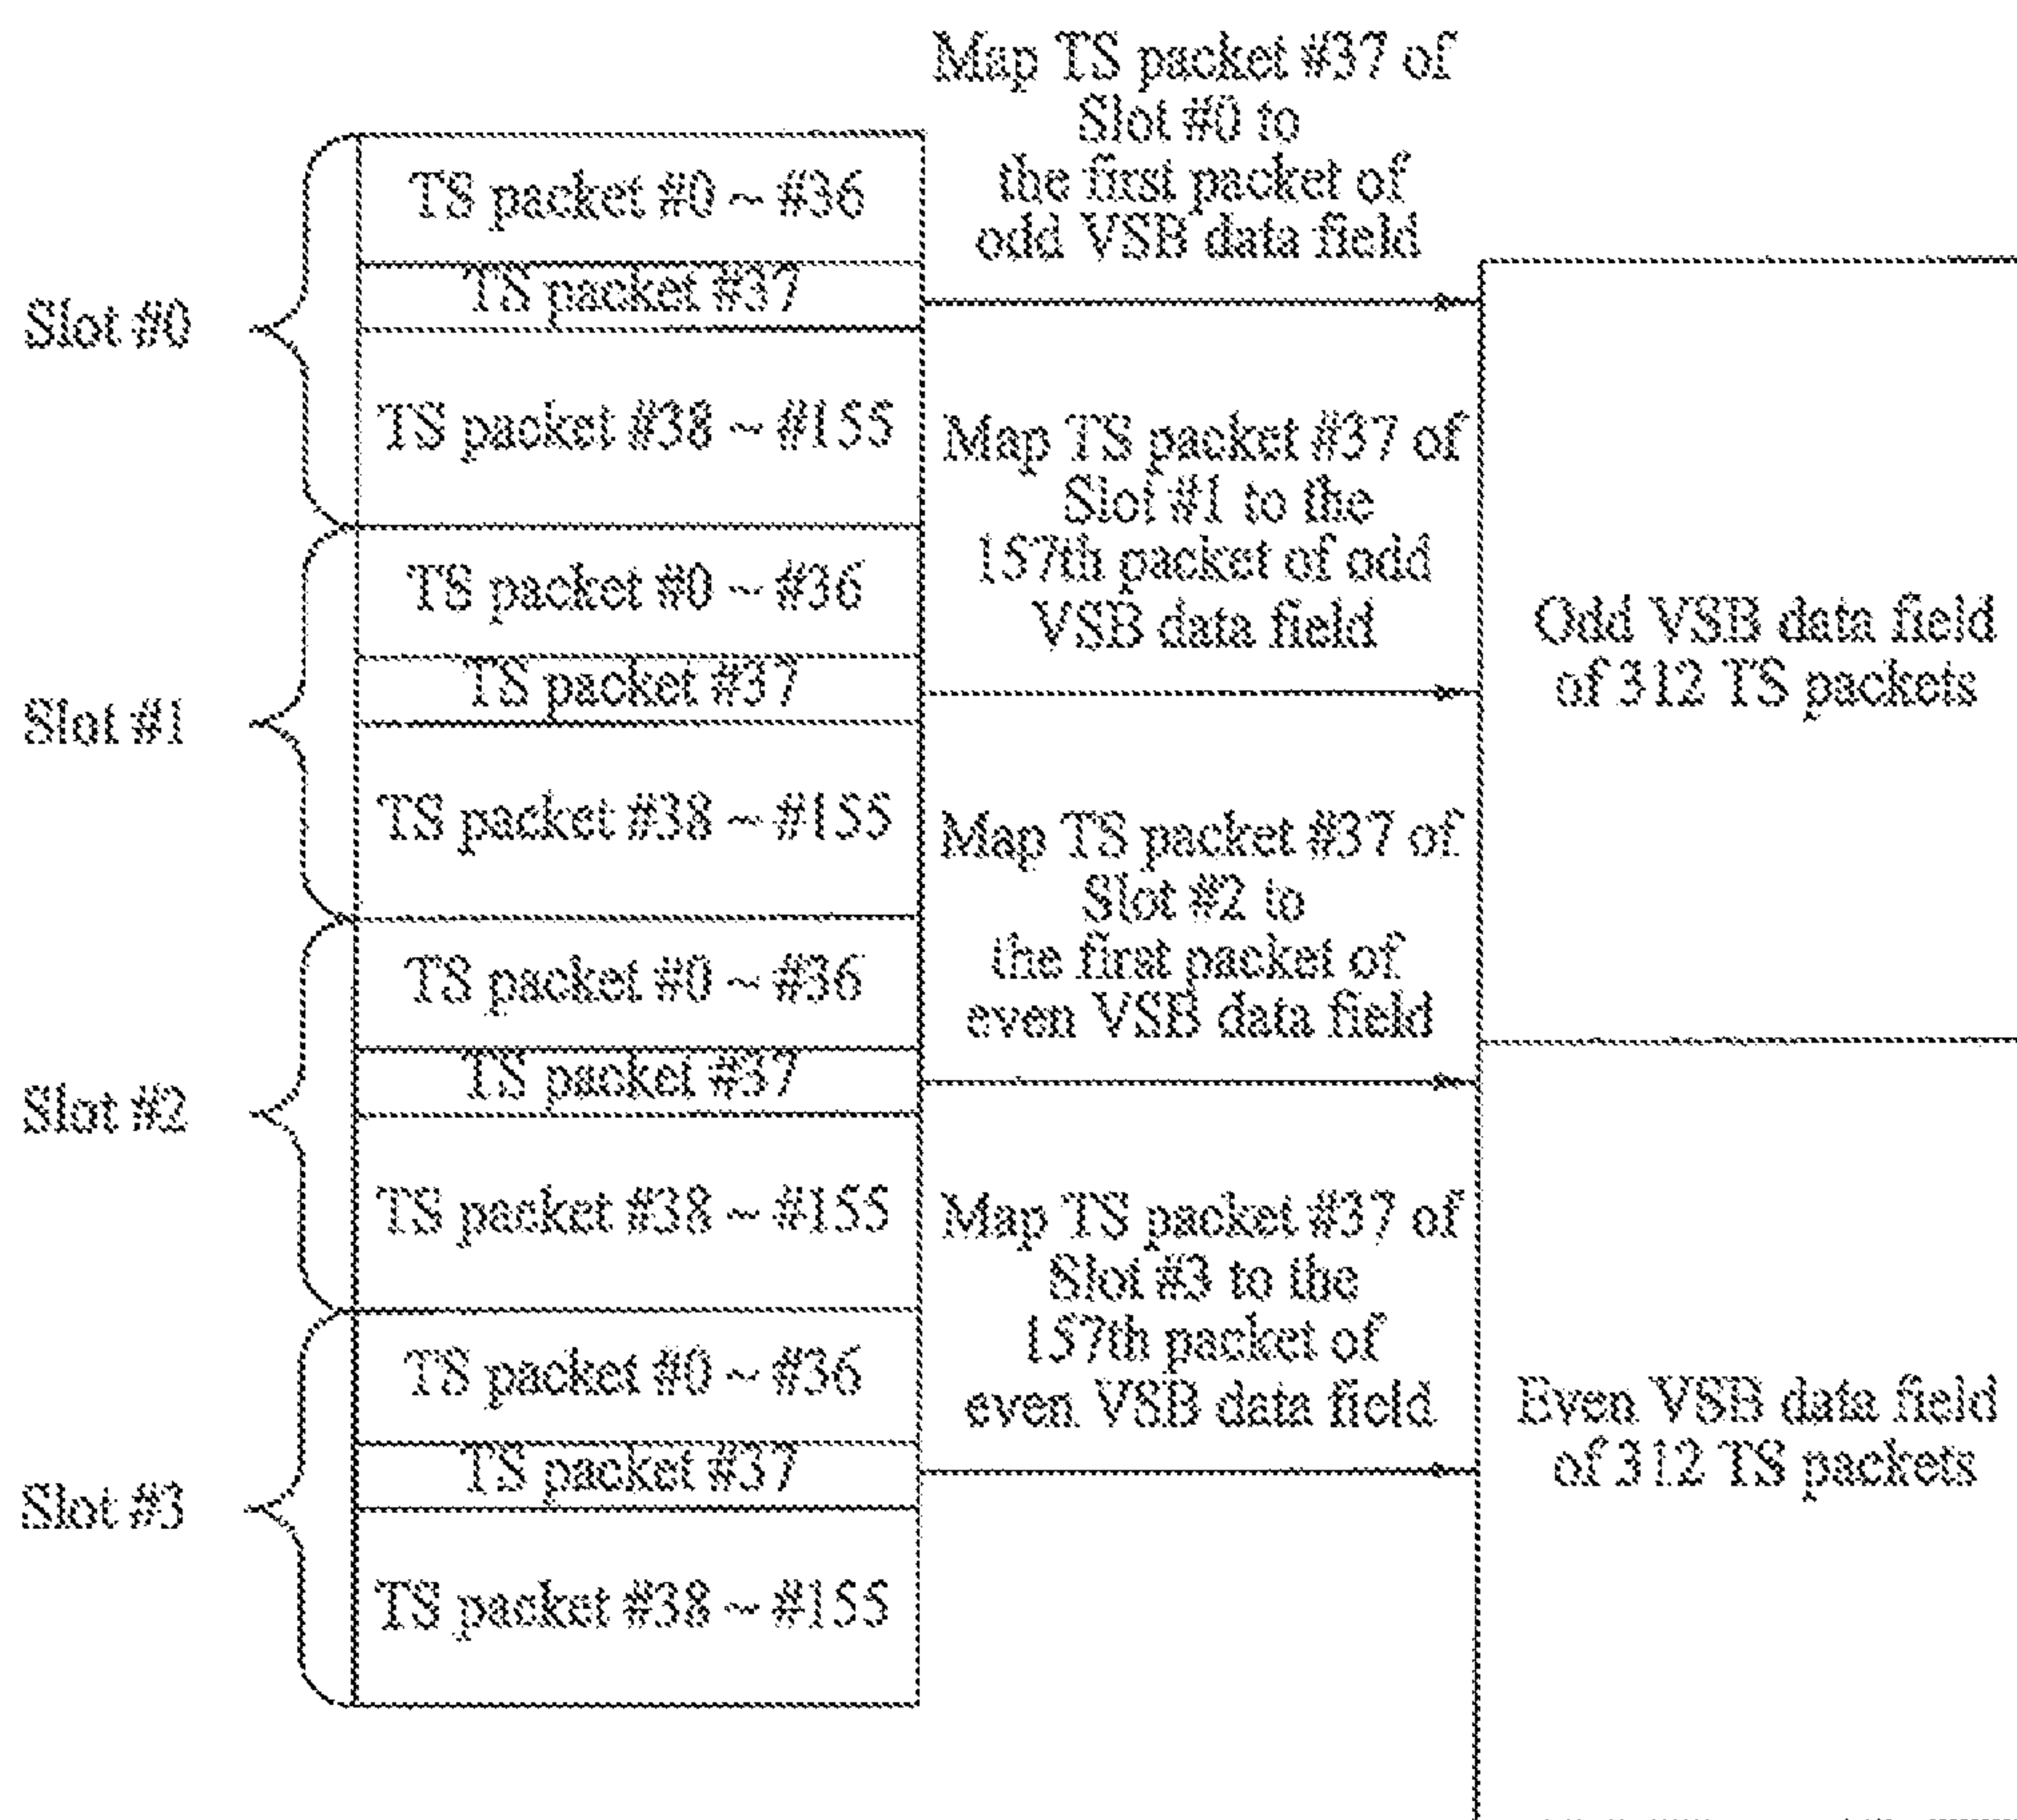 Map TS packet #37 of
Slot #0 to
the first packet of
odd VSB data field
Slot #0
TS packet #0 ~ #36
TS packet #37
TS packet #38 ~ #155
Map TS packet #37 of
Slot #1 to the
157th packet of odd
VSB data field
Slot #1
TS packet #0 ~ #36
TS packet #37
TS packet #38 ~ #155
Odd VSB data field
of 312 TS packets
Map TS packet #37 of
Slot #2 to
the first packet of
even VSB data field
Slot #2
TS packet #0 ~ #36
TS packet #37
TS packet #38 ~ #155
Map TS packet #37 of
Slot #3 to the
157th packet of
even VSB data field
Slot #3
TS packet #0 ~ #36
TS packet #37
TS packet #38 ~ #155
Even VSB data field
of 312 TS packets